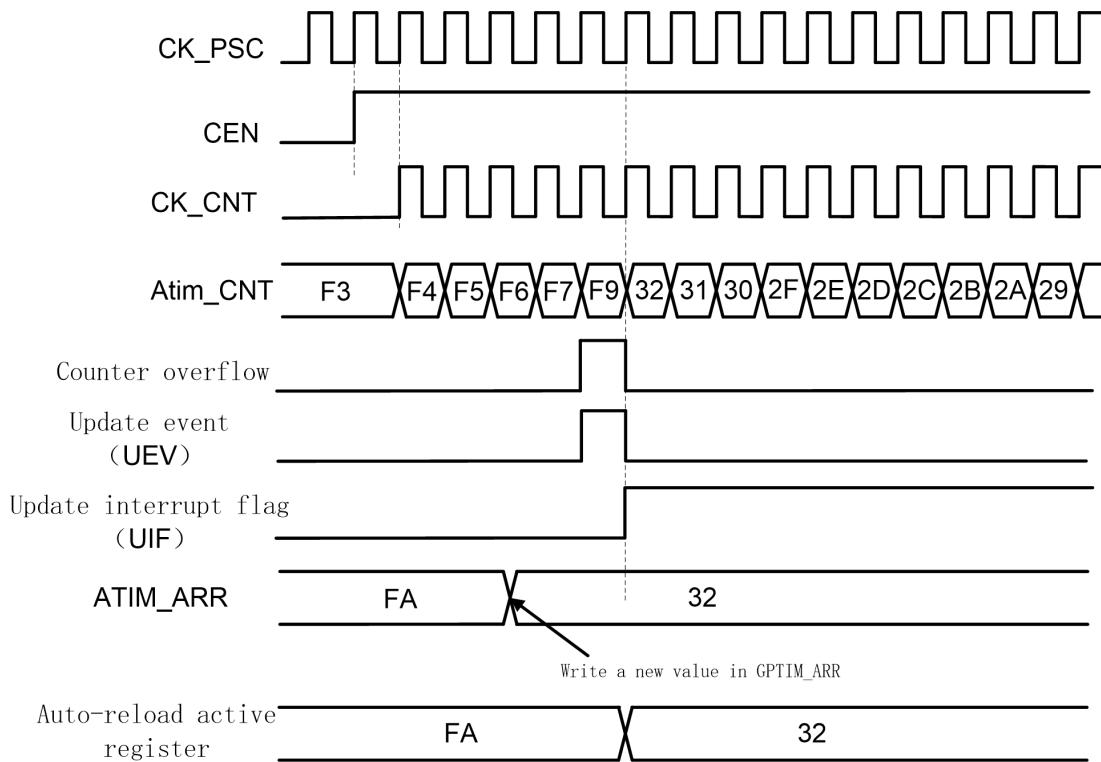 CK_PSC
CEN
CK_CNT
Atim_CNT F3 F4 F5 F6 F7 F9 32 31 30 2F 2E 2D 2C 2B 2A 29
Counter overflow
Update event
（UEV）
Update interrupt flag
（UIF）
ATIM_ARR FA 32
Write a new value in GPTIM_ARR
Auto-reload active
register
FA 32